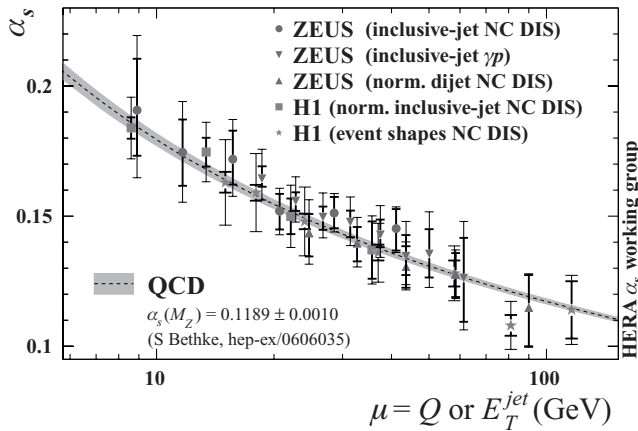 α_s
0.2
0.15
0.1
ZEUS (inclusive-jet NC DIS)
ZEUS (inclusive-jet γp)
ZEUS (norm. dijet NC DIS)
H1 (norm. inclusive-jet NC DIS)
H1 (event shapes NC DIS)
QCD
α_s(M_Z) = 0.1189 ± 0.0010
(S Bethke, hep-ex/0606035)
HERA α_s working group
10
100
μ = Q or E_T^jet (GeV)